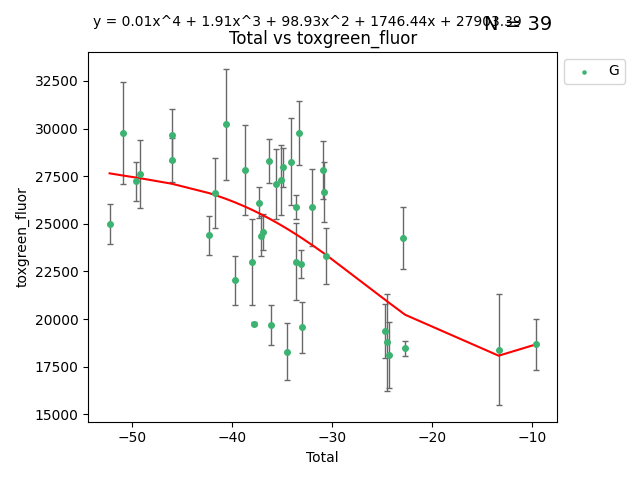 y = 0.01x^4 + 1.91x^3 + 98.93x^2 + 1746.44x + 27903.39
N = 39
Total vs toxgreen_fluor
G
32500
30000
27500
25000
22500
20000
17500
15000
toxgreen_fluor
−50 −40 −30 −20 −10
Total